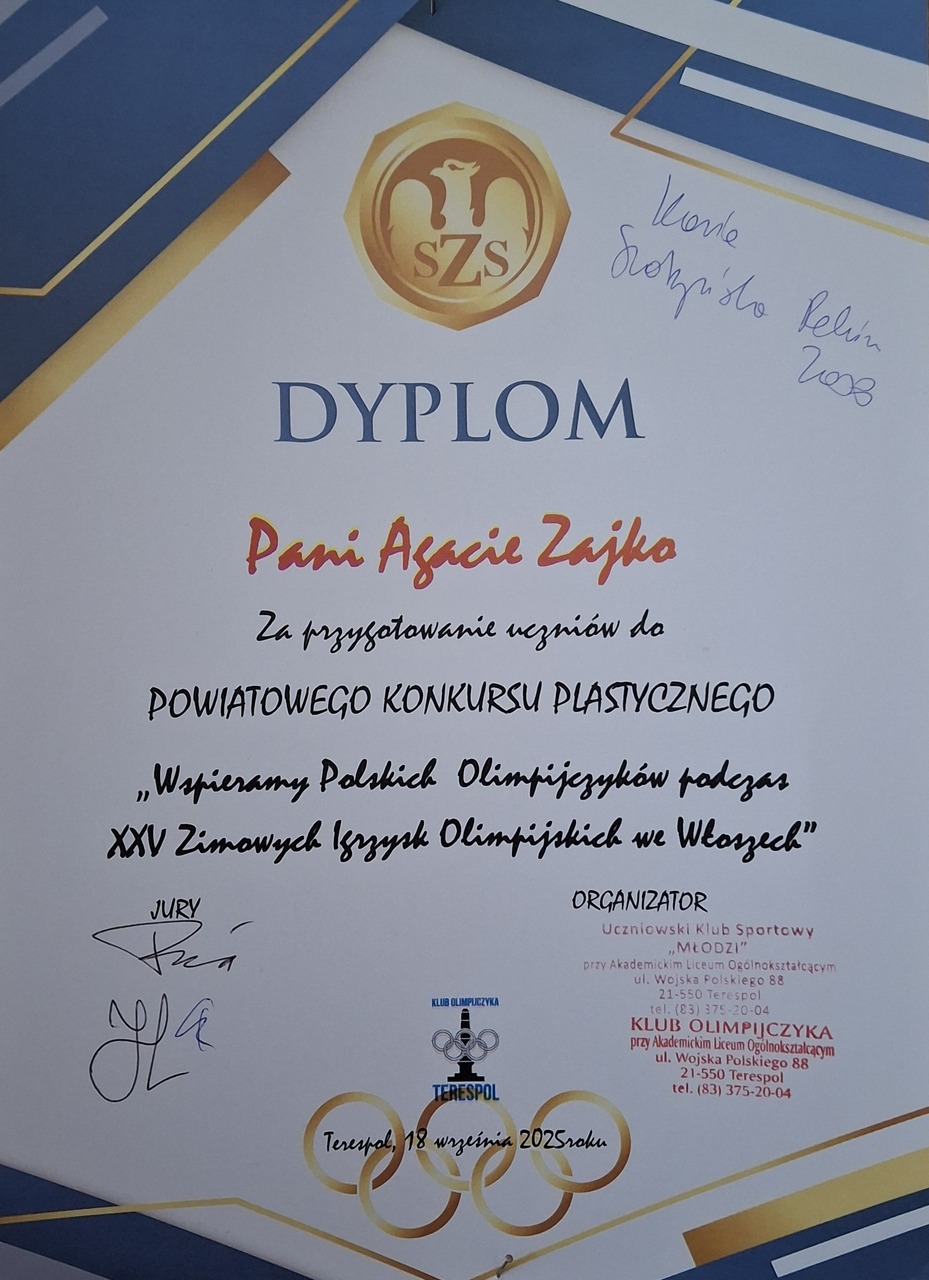 SZS
2008
DYPLOM
Pani Agacie Zajko
Za przygotowanie uczniów do
POWIATOWEGO KONKURSU PLASTYCZNEGO
„Wspieramy Polskich Olimpijczyków podczas
XXV Zimowych Igrzysk Olimpijskich we Włoszech”
JURY
ORGANIZATOR
Uczniowski Klub Sportowy
„MŁODZI”
przy Akademickim Liceum Ogólnokształcącym
ul. Wojska Polskiego 88
21-550 Terespol
tel. (83) 375-20-04
KLUB OLIMPIJCZYKA
przy Akademickim Liceum Ogólnokształcącym
ul. Wojska Polskiego 88
21-550 Terespol
tel. (83) 375-20-04
KLUB OLIMPIJCZYKA
TERESPOL
Terespol, 18 września 2025roku